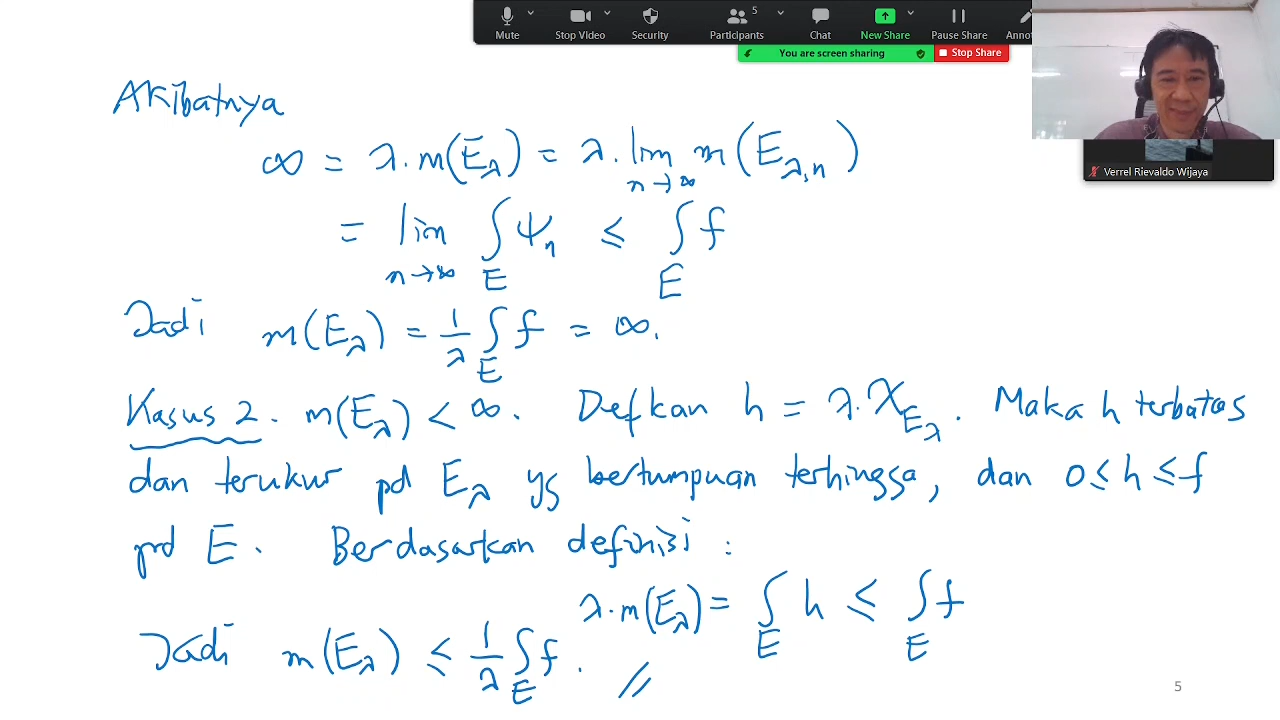 Mute
Stop Video
Security
5
Participants
Chat
New Share
Pause Share
Anno
You are screen sharing
Stop Share
Verrel Rievaldo Wijaya
Akibatnya
∞ = λ.m(E_λ) = λ. lim_{n→∞} m(E_{λ,n})
= lim_{n→∞} ∫_E ψ_n ≤ ∫_E f
Jadi m(E_λ) = 1/λ ∫_E f = ∞.
Kasus 2. m(E_λ) < ∞. Defkan h = λ.χ_{E_λ}. Maka h terbatas
dan terukur pd E_λ yg bertumpuan terhingga, dan 0 ≤ h ≤ f
pd E. Berdasarkan definisi :
λ.m(E_λ) = ∫_E h ≤ ∫_E f
Jadi m(E_λ) ≤ 1/λ ∫_E f. //
5